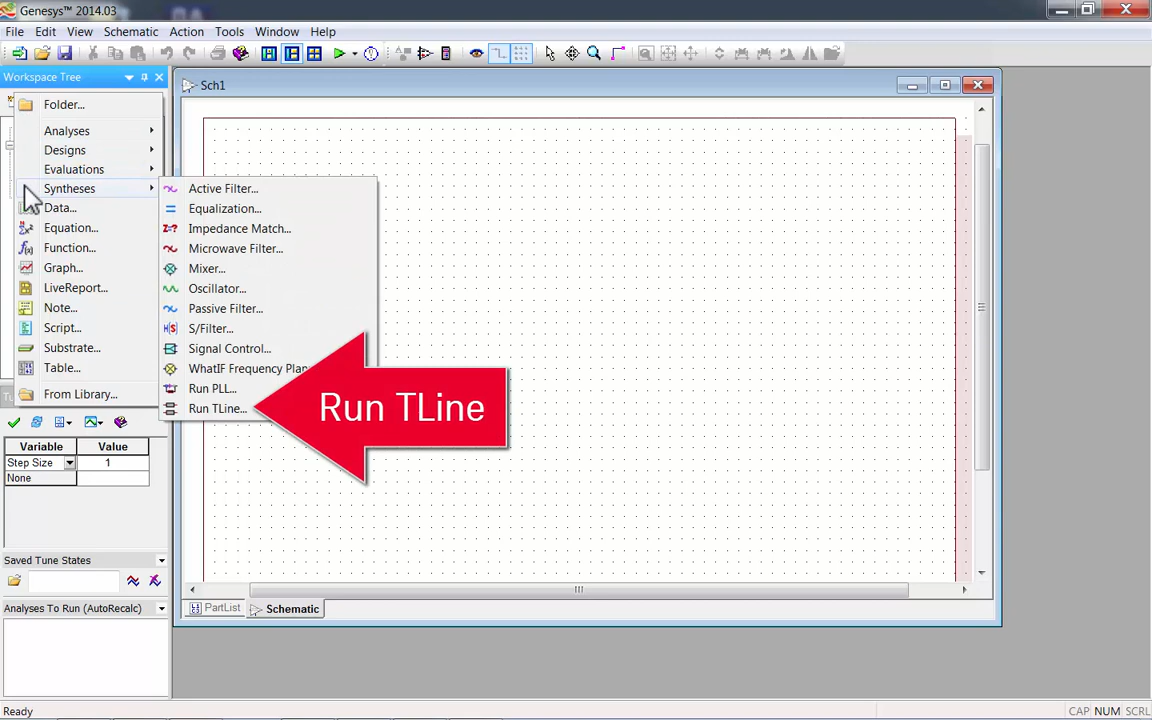 Genesys™ 2014.03
File Edit View Schematic Action Tools Window Help
Workspace Tree
Sch1
Folder...
Analyses
Designs
Evaluations
Syntheses
Data...
Equation...
Function...
Graph...
LiveReport...
Note...
Script...
Substrate...
Table...
From Library...
Active Filter...
Equalization...
Impedance Match...
Microwave Filter...
Mixer...
Oscillator...
Passive Filter...
S/Filter...
Signal Control...
WhatIF Frequency Plan
Run PLL...
Run TLine...
Run TLine
Variable Value
Step Size 1
None
Saved Tune States
Analyses To Run (AutoRecalc)
PartList Schematic
Ready CAP NUM SCRL